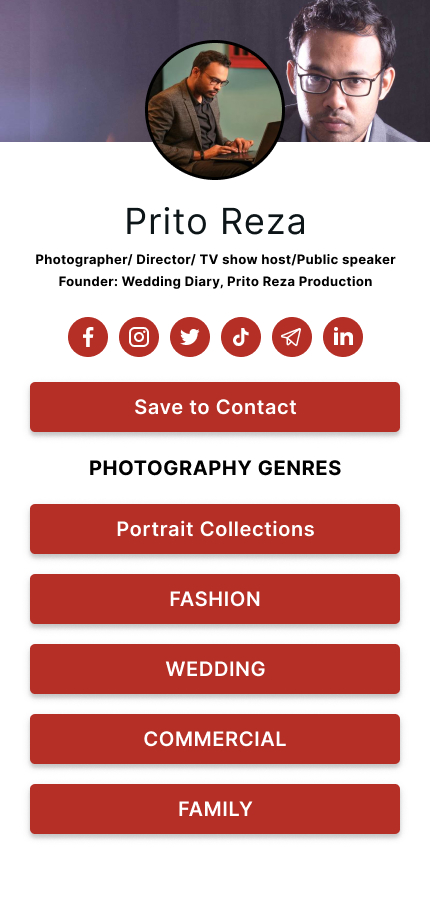 Prito Reza
Photographer/ Director/ TV show host/Public speaker
Founder: Wedding Diary, Prito Reza Production
Save to Contact
PHOTOGRAPHY GENRES
Portrait Collections
FASHION
WEDDING
COMMERCIAL
FAMILY